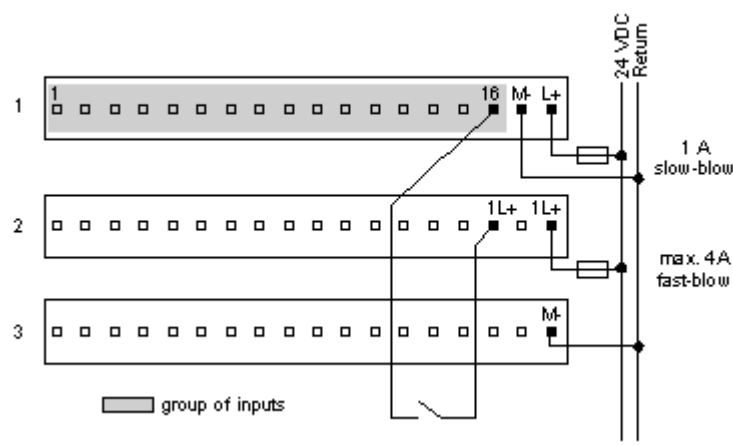 24 VDC
Return
1
1
16
M-
L+
1 A
slow-blow
2
1L+
1L+
max. 4A
fast-blow
3
M-
group of inputs